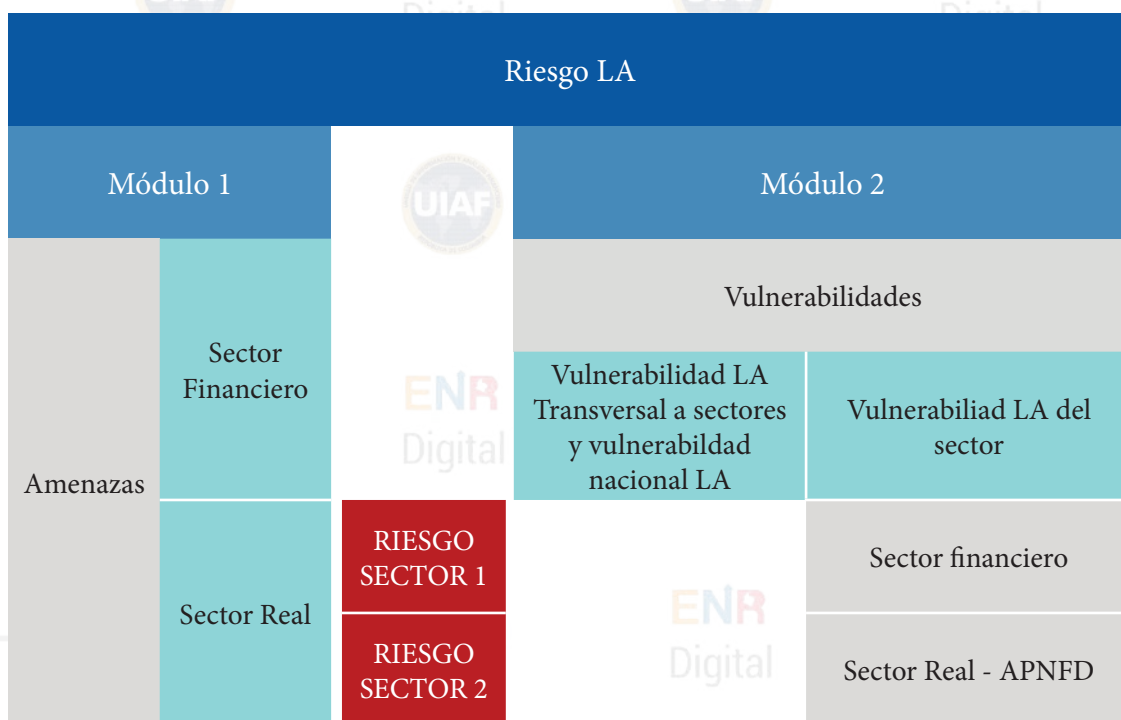 Digital
Digital
Riesgo LA
Módulo 1
UIAF
Módulo 2
Amenazas
Sector
Financiero
Vulnerabilidades
ENR
Digital
Vulnerabilidad LA
Transversal a sectores
y vulnerabildad
nacional LA
Vulnerabiliad LA del
sector
Sector Real
RIESGO
SECTOR 1
Sector financiero
RIESGO
SECTOR 2
ENR
Digital
Sector Real - APNFD